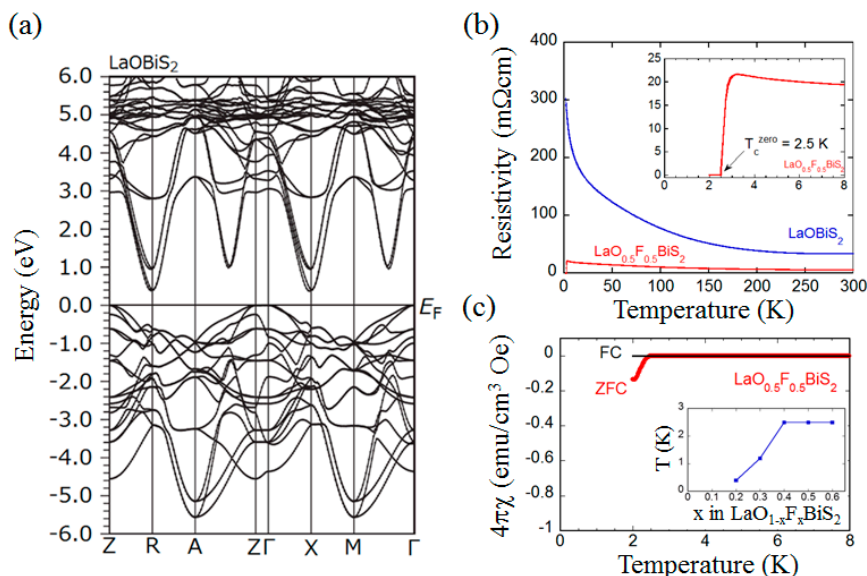 (a)
LaOBiS₂
6.0
5.0
4.0
3.0
2.0
1.0
0.0
-1.0
-2.0
-3.0
-4.0
-5.0
-6.0
Energy (eV)
E_F
Z R A Z Γ X M Γ
(b)
400
300
200
100
0
Resistivity (mΩcm)
0 50 100 150 200 250 300
Temperature (K)
LaOBiS₂
LaO₀.₅F₀.₅BiS₂
25
20
15
10
5
0
0 2 4 6 8
T_c^zero = 2.5 K
LaO₀.₅F₀.₅BiS₂
(c)
0
-0.2
-0.4
-0.6
-0.8
-1
4πχ (emu/cm³ Oe)
FC
ZFC
LaO₀.₅F₀.₅BiS₂
0 2 4 6 8
Temperature (K)
3
2
1
0
T (K)
0 0.1 0.2 0.3 0.4 0.5 0.6
x in LaO₁₋ₓFₓBiS₂